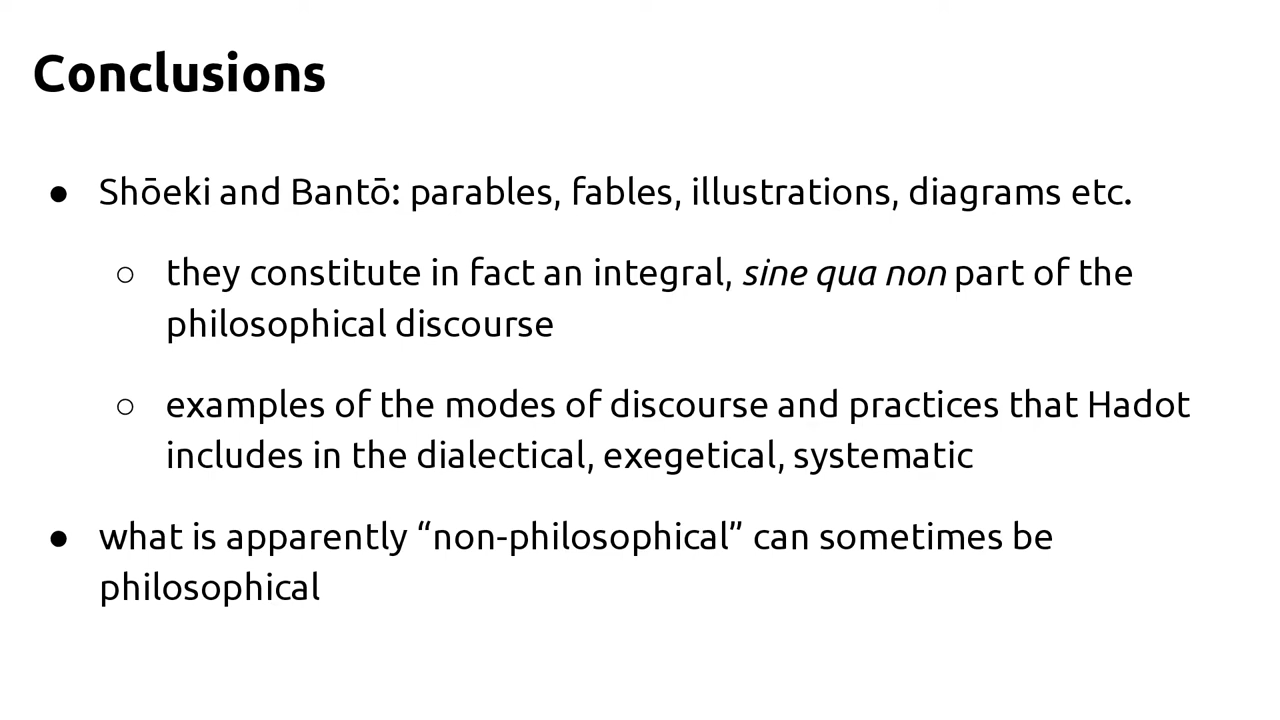 Conclusions
● Shōeki and Bantō: parables, fables, illustrations, diagrams etc.
○ they constitute in fact an integral, sine qua non part of the
philosophical discourse
○ examples of the modes of discourse and practices that Hadot
includes in the dialectical, exegetical, systematic
● what is apparently “non-philosophical” can sometimes be
philosophical